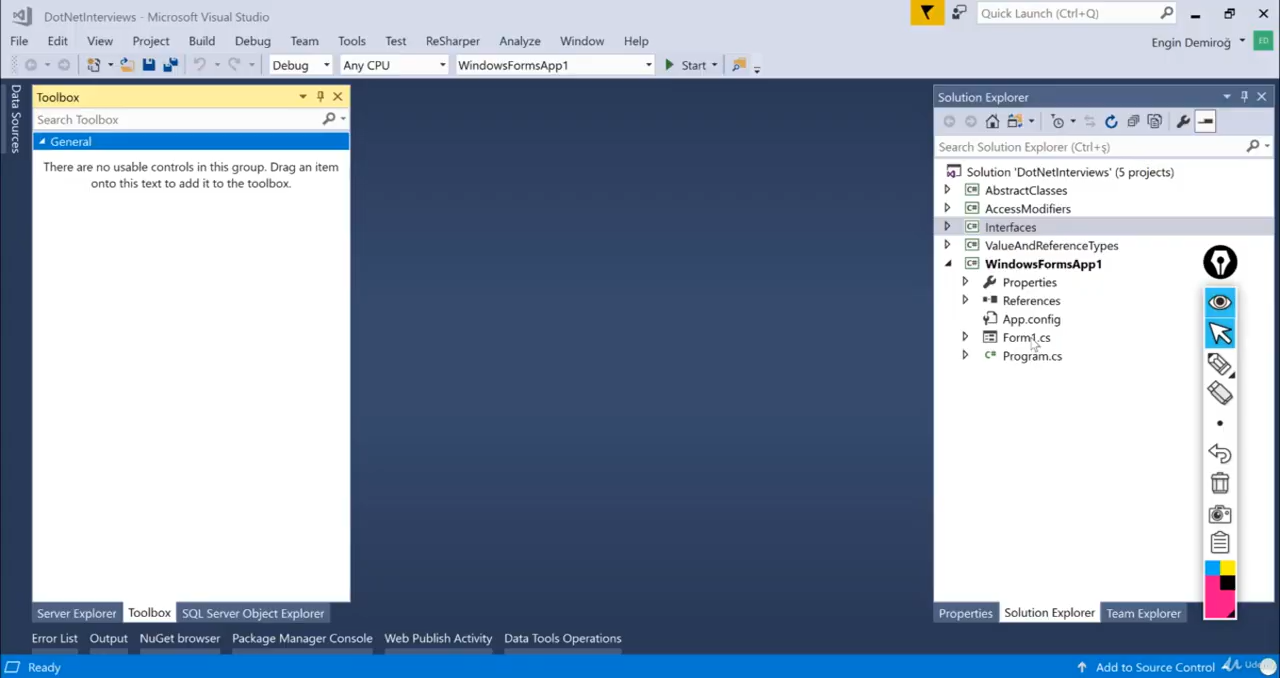 DotNetInterviews - Microsoft Visual Studio
Quick Launch (Ctrl+Q)
File Edit View Project Build Debug Team Tools Test ReSharper Analyze Window Help
Engin Demiroğ ED
Debug Any CPU WindowsFormsApp1 Start
Data Sources
Toolbox
Search Toolbox
General
There are no usable controls in this group. Drag an item
onto this text to add it to the toolbox.
Server Explorer Toolbox SQL Server Object Explorer
Solution Explorer
Search Solution Explorer (Ctrl+ş)
Solution 'DotNetInterviews' (5 projects)
C# AbstractClasses
C# AccessModifiers
C# Interfaces
C# ValueAndReferenceTypes
C# WindowsFormsApp1
Properties
References
App.config
Form1.cs
C# Program.cs
Properties Solution Explorer Team Explorer
Error List Output NuGet browser Package Manager Console Web Publish Activity Data Tools Operations
Ready
Add to Source Control